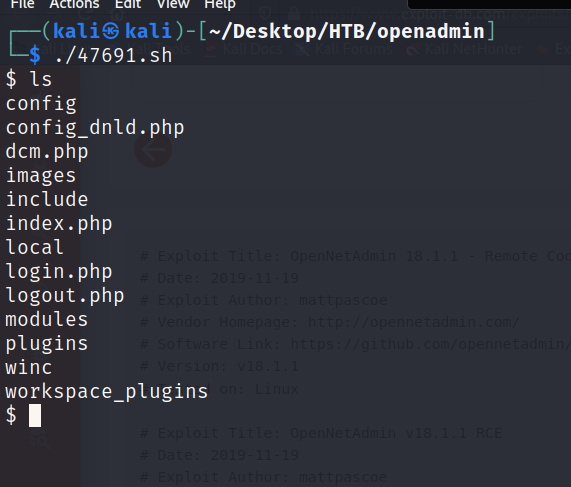 File Actions Edit View Help
┌──(kali㉿kali)-[~/Desktop/HTB/openadmin]
└─$ ./47691.sh
$ ls
config
config_dnld.php
dcm.php
images
include
index.php
local
login.php
logout.php
modules
plugins
winc
workspace_plugins
$
Kali Docs Kali Forums Kali NetHunter
# Exploit Title: OpenNetAdmin 18.1.1 - Remote Cod
# Date: 2019-11-19
# Exploit Author: mattpascoe
# Vendor Homepage: http://opennetadmin.com/
# Software Link: https://github.com/opennetadmin/
# Version: v18.1.1
on: Linux
# Exploit Title: OpenNetAdmin v18.1.1 RCE
# Date: 2019-11-19
# Exploit Author: mattpascoe